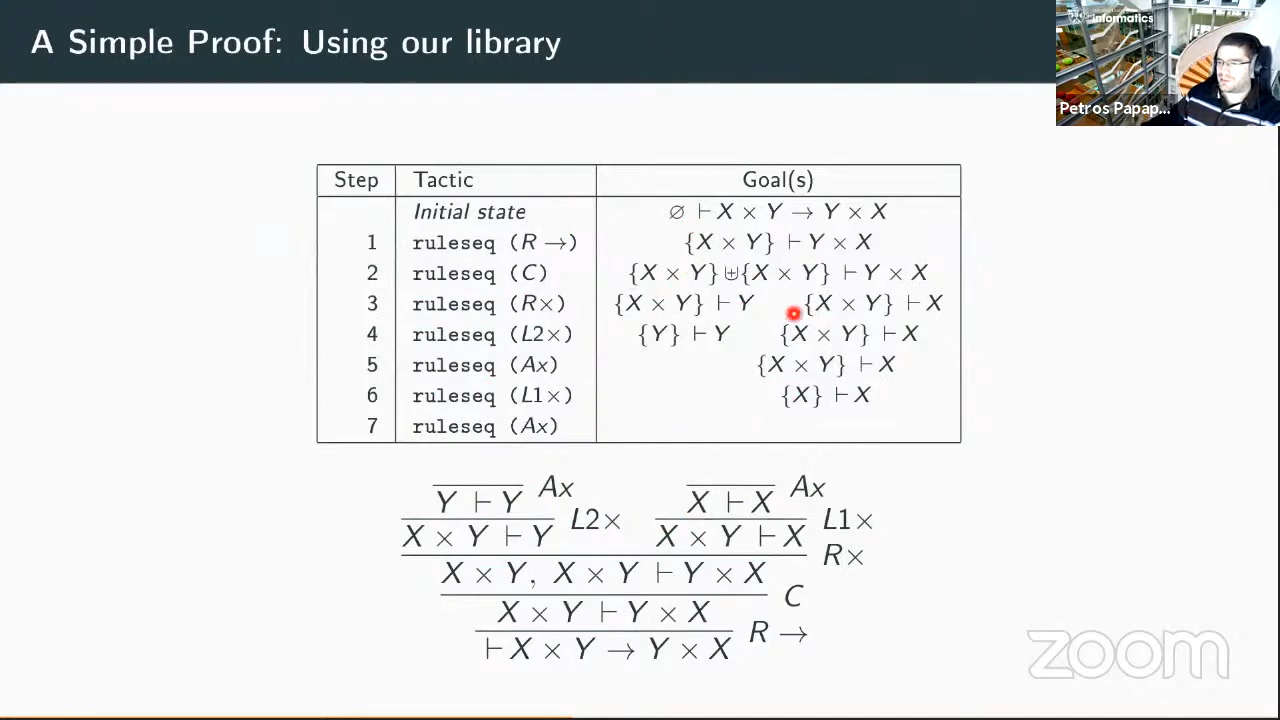 A Simple Proof: Using our library
informatics
Petros Papap...
Step Tactic Goal(s)
Initial state ∅ ⊢ X × Y → Y × X
1 ruleseq (R →) {X × Y} ⊢ Y × X
2 ruleseq (C) {X × Y} ⊎ {X × Y} ⊢ Y × X
3 ruleseq (R×) {X × Y} ⊢ Y {X × Y} ⊢ X
4 ruleseq (L2×) {Y} ⊢ Y {X × Y} ⊢ X
5 ruleseq (Ax) {X × Y} ⊢ X
6 ruleseq (L1×) {X} ⊢ X
7 ruleseq (Ax)
Y ⊢ Y Ax X ⊢ X Ax
X × Y ⊢ Y L2× X × Y ⊢ X L1×
R×
X × Y, X × Y ⊢ Y × X
C
X × Y ⊢ Y × X
R →
⊢ X × Y → Y × X
zoom